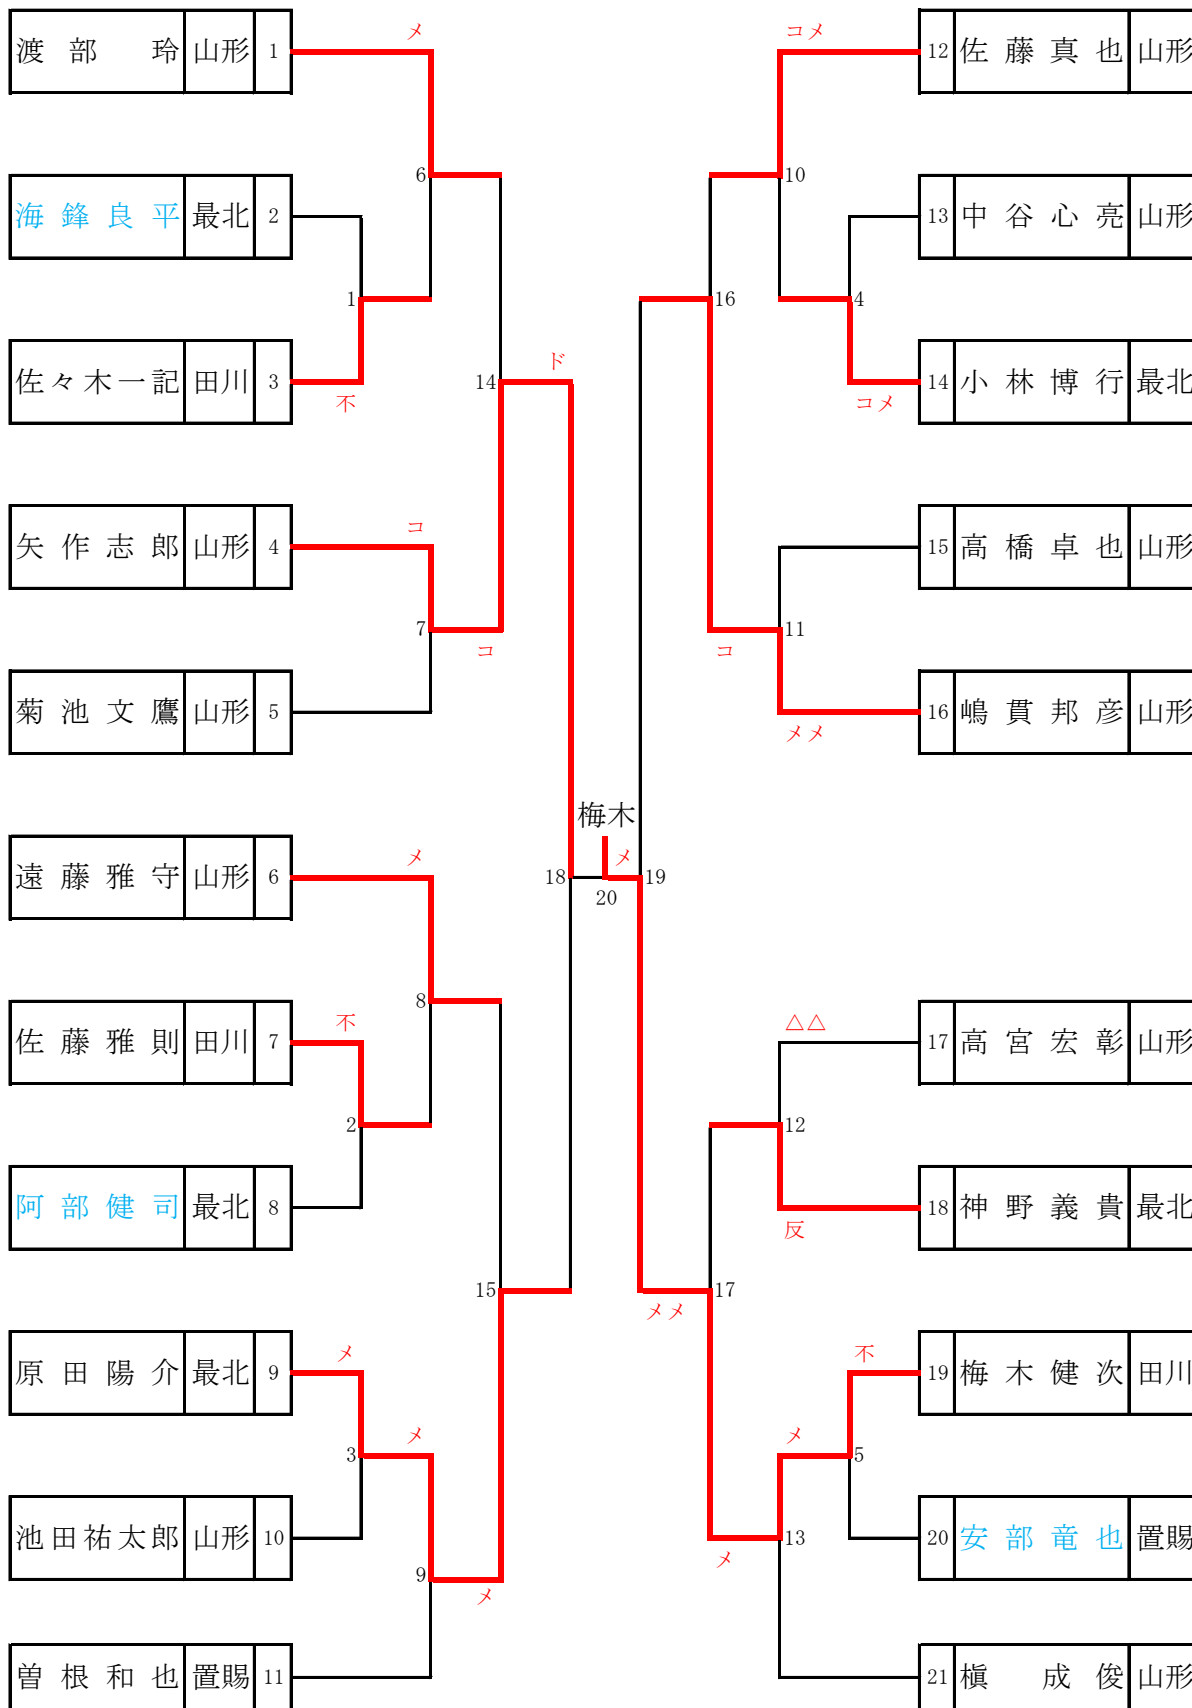 渡部 玲 山形 1
メ
6
海鋒良平 最北 2
1
佐々木一記 田川 3
不
14
ド
矢作志郎 山形 4
コ
7
コ
菊池文鷹 山形 5
遠藤雅守 山形 6
メ
8
佐藤雅則 田川 7
不
2
阿部健司 最北 8
15
原田陽介 最北 9
メ
3
メ
池田祐太郎 山形 10
9
メ
曽根和也 置賜 11
梅木
18
メ
19
20
コメ
12 佐藤真也 山形
10
13 中谷心亮 山形
16
4
14 小林博行 最北
コメ
15 高橋卓也 山形
11
コ
16 嶋貫邦彦 山形
メメ
△△
17 高宮宏彰 山形
12
18 神野義貴 最北
反
17
メメ
不
19 梅木健次 田川
メ
5
20 安部竜也 置賜
13
メ
21 槇 成俊 山形